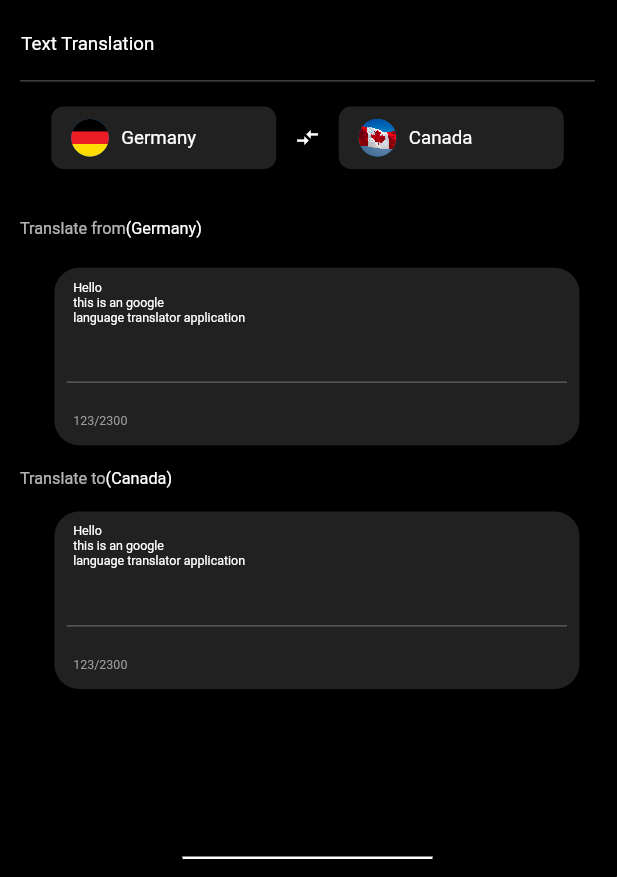 Text Translation
Germany
Canada
Translate from(Germany)
Hello
this is an google
language translator application
123/2300
Translate to(Canada)
Hello
this is an google
language translator application
123/2300